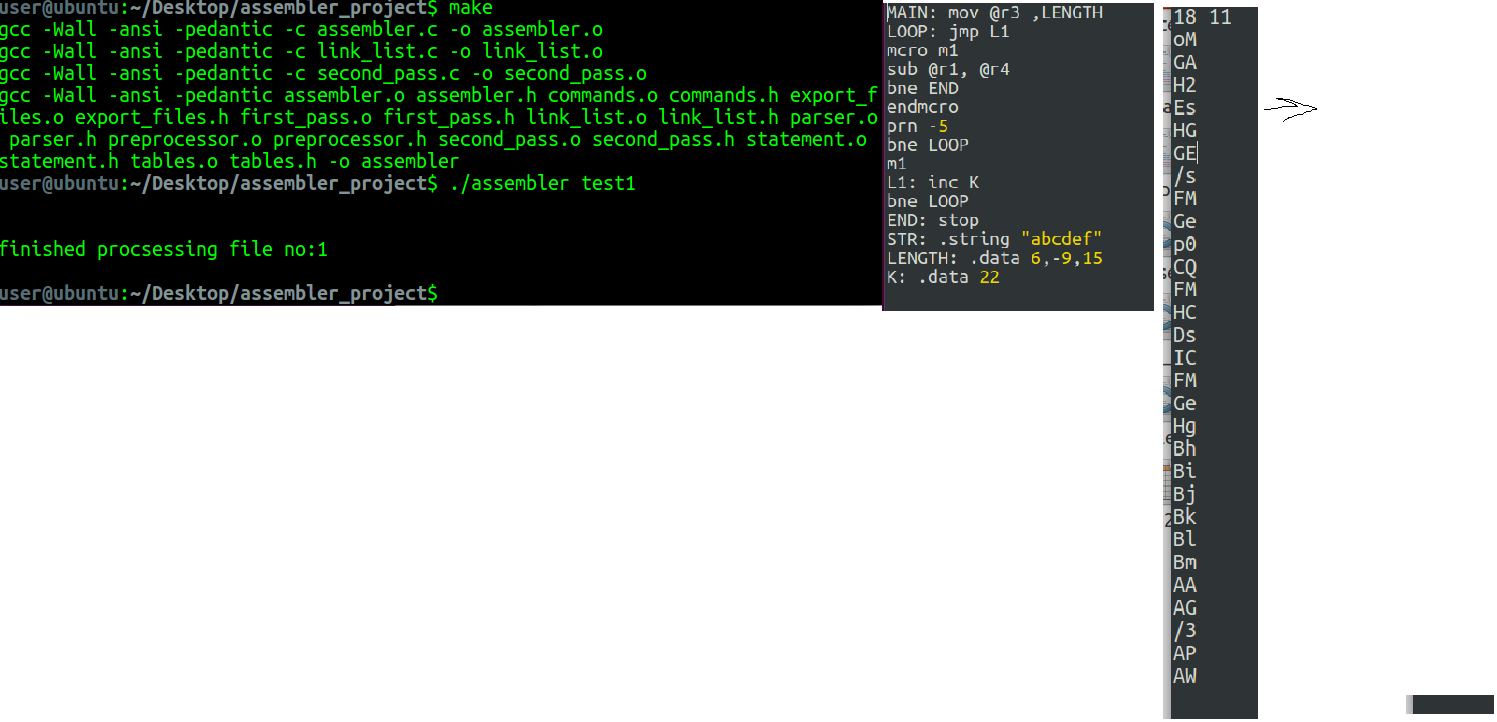 user@ubuntu:~/Desktop/assembler_project$ make
gcc -Wall -ansi -pedantic -c assembler.c -o assembler.o
gcc -Wall -ansi -pedantic -c link_list.c -o link_list.o
gcc -Wall -ansi -pedantic -c second_pass.c -o second_pass.o
gcc -Wall -ansi -pedantic assembler.o assembler.h commands.o commands.h export_f
iles.o export_files.h first_pass.o first_pass.h link_list.o link_list.h parser.o
parser.h preprocessor.o preprocessor.h second_pass.o second_pass.h statement.o
statement.h tables.o tables.h -o assembler
user@ubuntu:~/Desktop/assembler_project$ ./assembler test1
finished procsessing file no:1
user@ubuntu:~/Desktop/assembler_project$
MAIN: mov @r3 ,LENGTH
LOOP: jmp L1
mcro m1
sub @r1, @r4
bne END
endmcro
prn -5
bne LOOP
m1
L1: inc K
bne LOOP
END: stop
STR: .string "abcdef"
LENGTH: .data 6,-9,15
K: .data 22
18 11
oM
GA
H2
Es
HG
GE
/s
FM
Ge
p0
CQ
FM
HC
Ds
IC
FM
Ge
Hg
Bh
Bi
Bj
Bk
Bl
Bm
AA
AG
/3
AP
AW